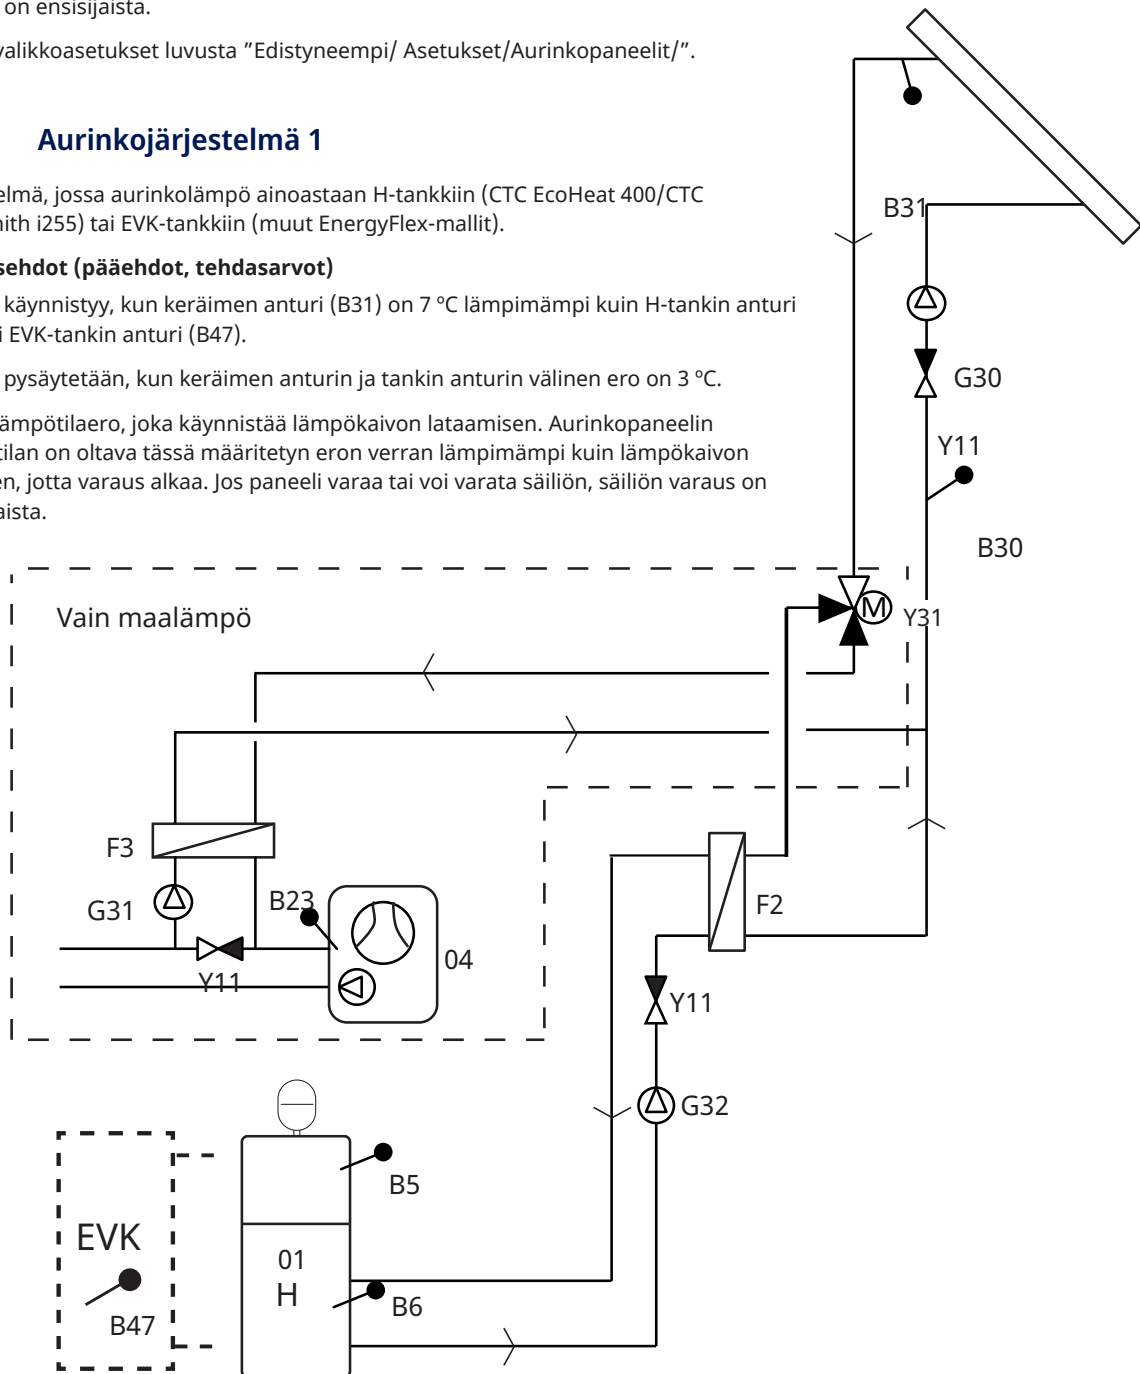 on ensisijaista.
valikkoasetukset luvusta ”Edistyneempi/ Asetukset/Aurinkopaneelit/”.
Aurinkojärjestelmä 1
elmä, jossa aurinkolämpö ainoastaan H-tankkiin (CTC EcoHeat 400/CTC
nith i255) tai EVK-tankkiin (muut EnergyFlex-mallit).
sehdot (pääehdot, tehdasarvot)
käynnistyy, kun keräimen anturi (B31) on 7 ºC lämpimämpi kuin H-tankin anturi
i EVK-tankin anturi (B47).
pysäytetään, kun keräimen anturin ja tankin anturin välinen ero on 3 ºC.
ämpötilaero, joka käynnistää lämpökaivon lataamisen. Aurinkopaneelin
tilan on oltava tässä määritetyn eron verran lämpimämpi kuin lämpökaivon
en, jotta varaus alkaa. Jos paneeli varaa tai voi varata säiliön, säiliön varaus on
aista.
B31
G30
Y11
B30
Vain maalämpö
M
Y31
F3
G31
B23
04
Y11
F2
Y11
G32
B5
EVK
B47
01
H
B6